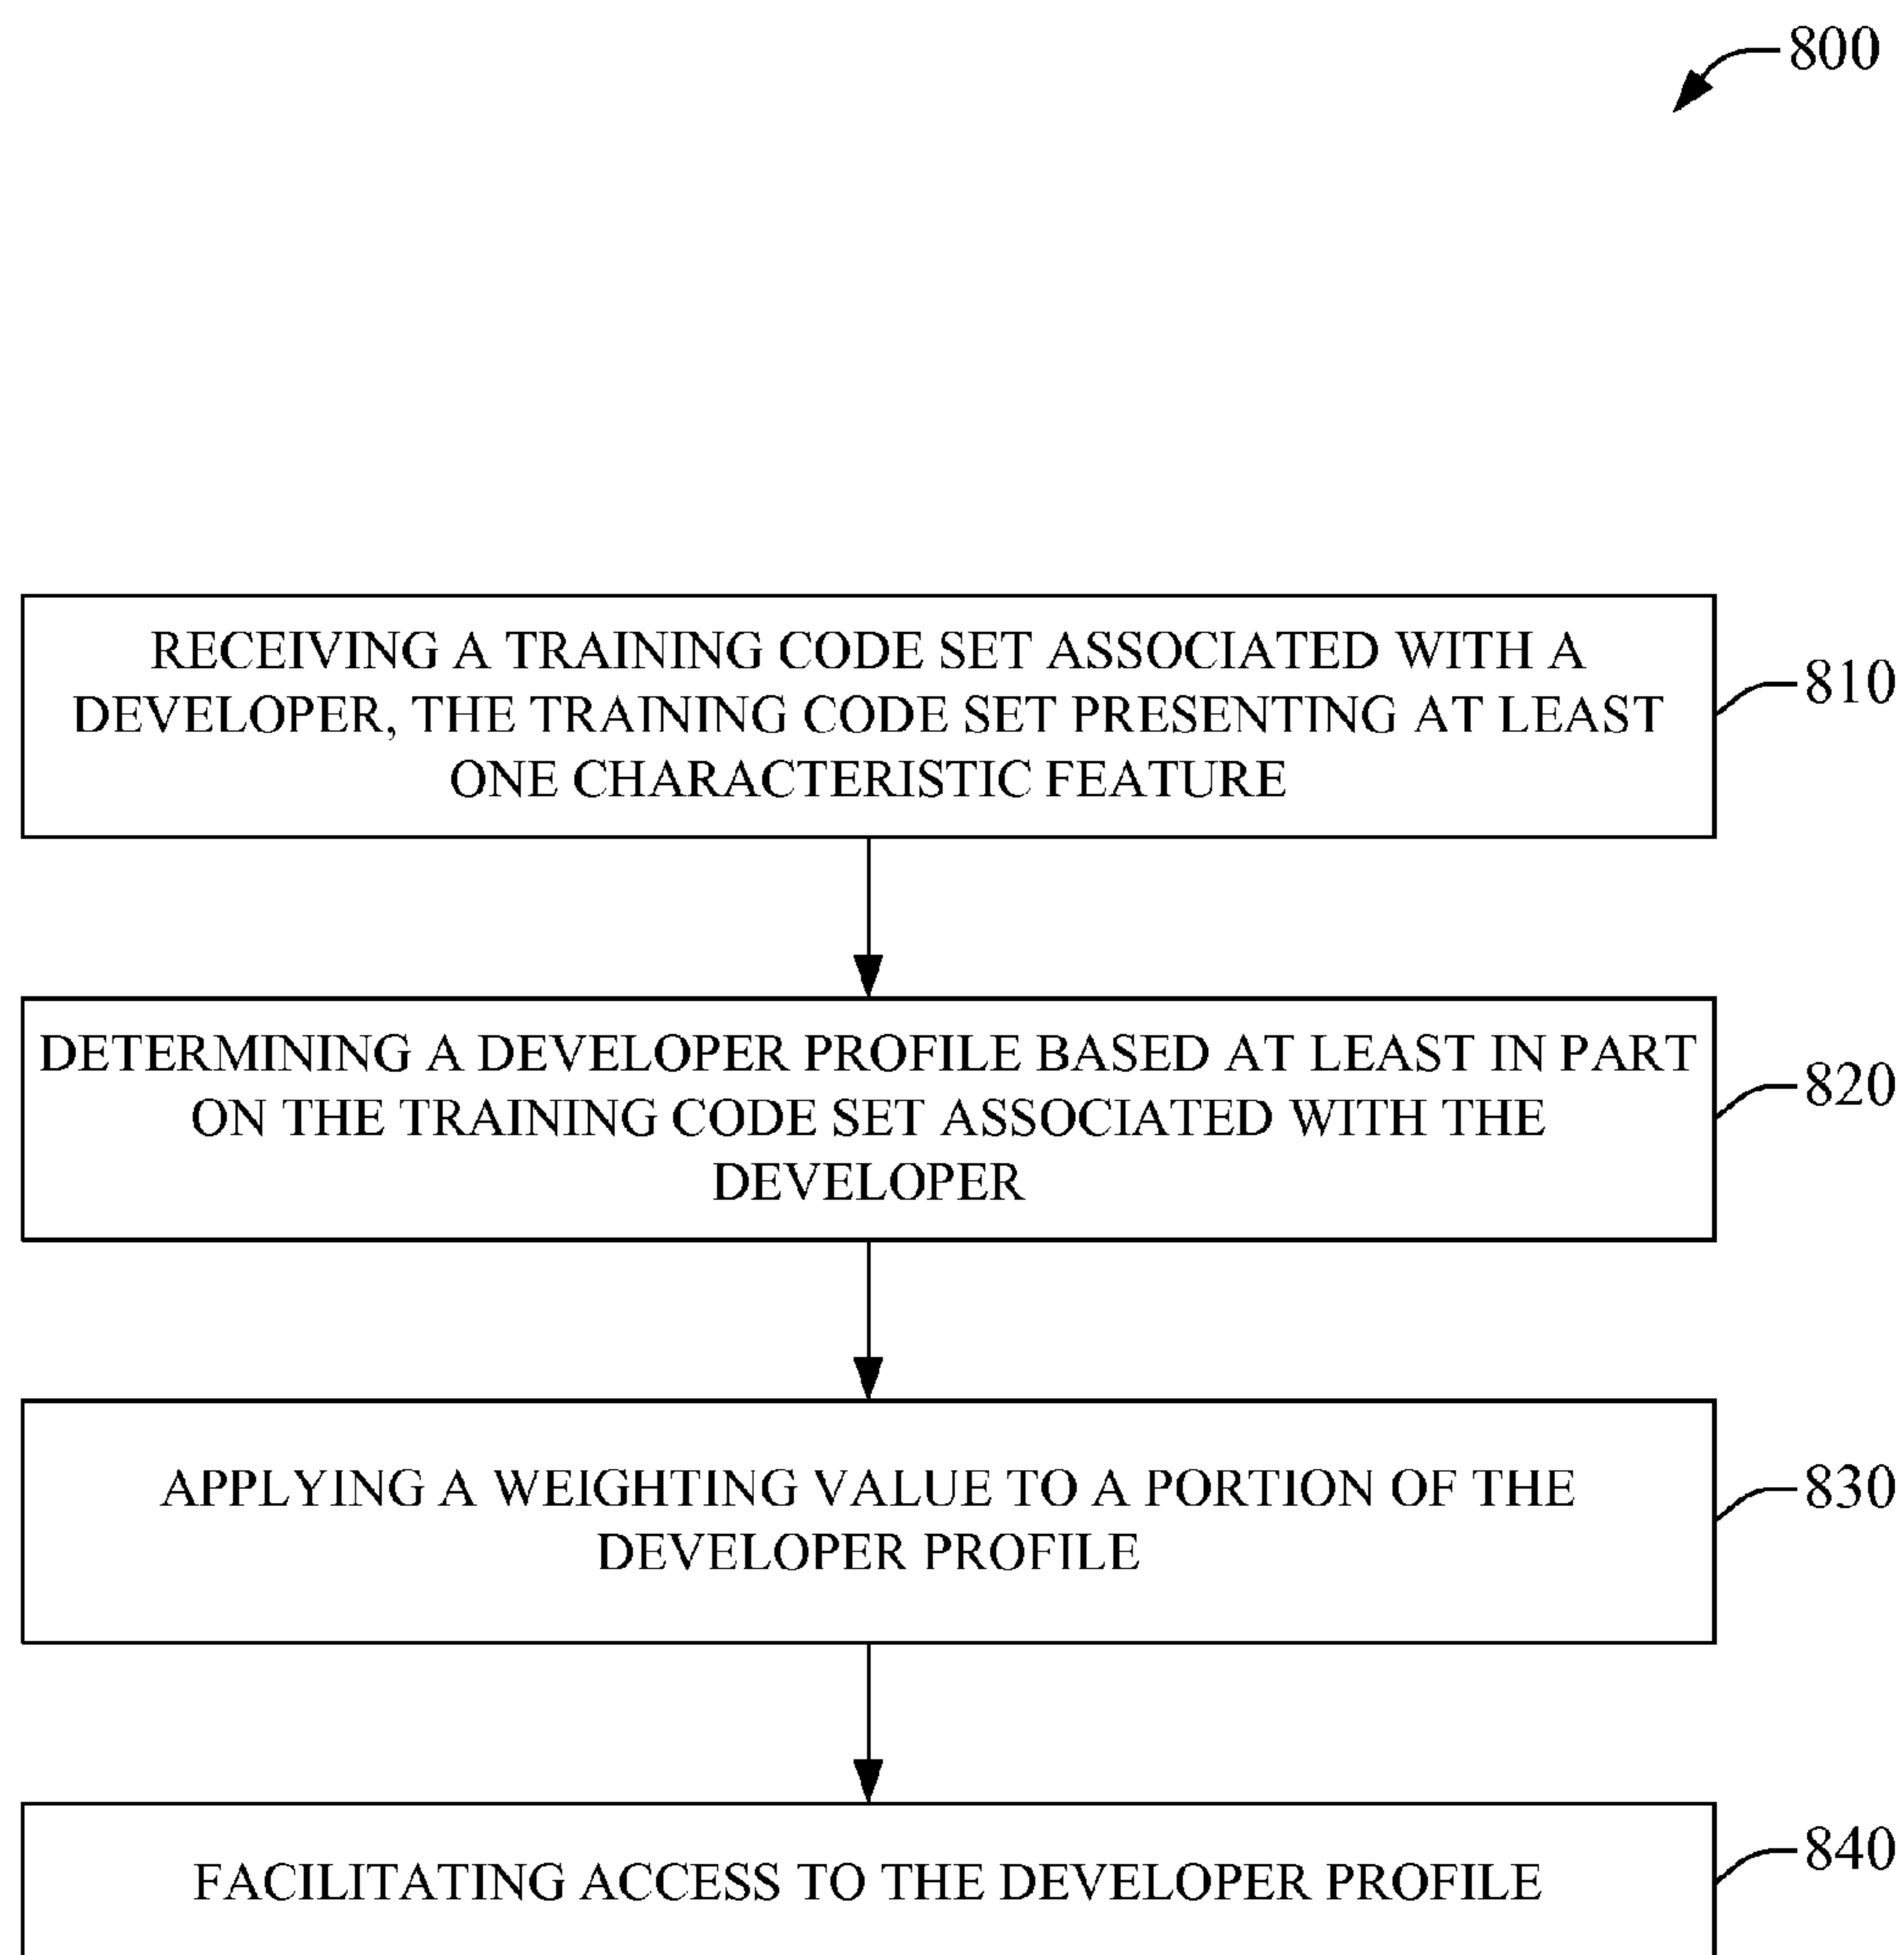 800
RECEIVING A TRAINING CODE SET ASSOCIATED WITH A
DEVELOPER, THE TRAINING CODE SET PRESENTING AT LEAST
ONE CHARACTERISTIC FEATURE
810
DETERMINING A DEVELOPER PROFILE BASED AT LEAST IN PART
ON THE TRAINING CODE SET ASSOCIATED WITH THE
DEVELOPER
820
APPLYING A WEIGHTING VALUE TO A PORTION OF THE
DEVELOPER PROFILE
830
FACILITATING ACCESS TO THE DEVELOPER PROFILE
840